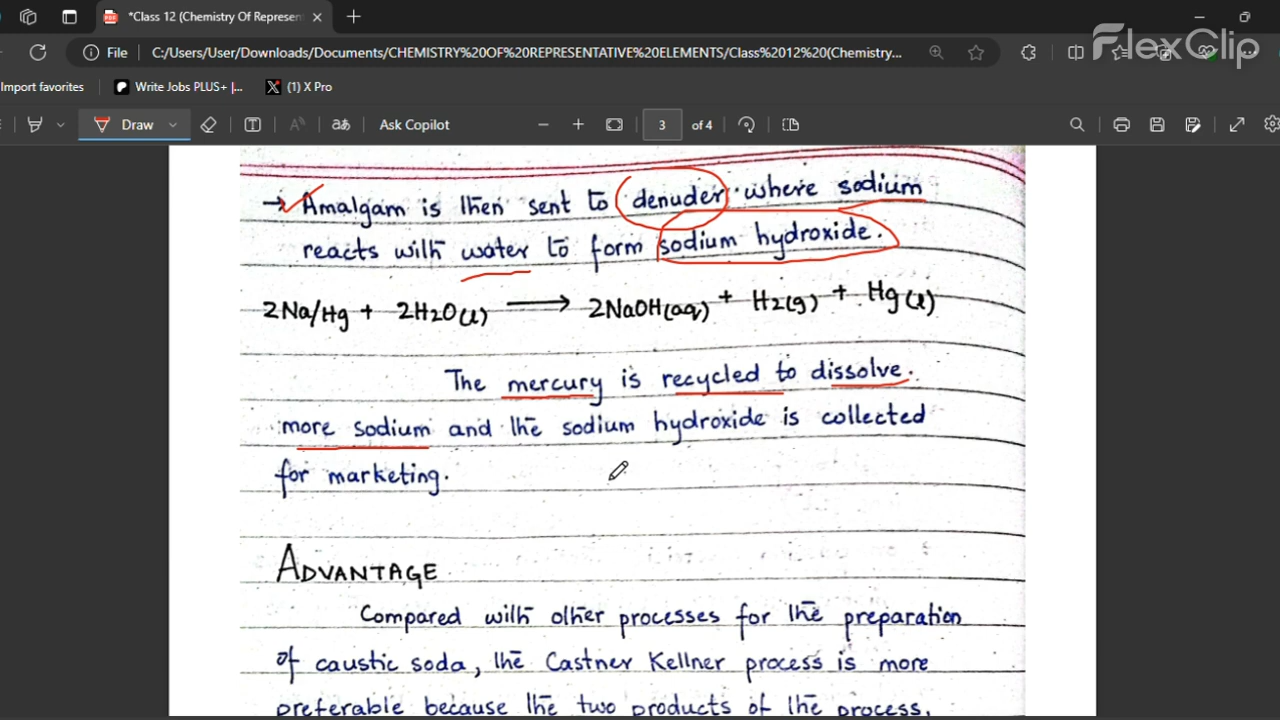 *Class 12 (Chemistry Of Represen
File
C:/Users/User/Downloads/Documents/CHEMISTRY%20OF%20REPRESENTATIVE%20ELEMENTS/Class%2012%20(Chemistry...
FlexClip
Import favorites
Write Jobs PLUS+ |...
(1) X Pro
Draw
Ask Copilot
3 of 4
→ Amalgam is then sent to denuder where sodium
reacts with water to form sodium hydroxide.
2Na/Hg + 2H2O(l) ⟶ 2NaOH(aq) + H2(g) + Hg(l)
The mercury is recycled to dissolve
more sodium and the sodium hydroxide is collected
for marketing.
ADVANTAGE
Compared with other processes for the preparation
of caustic soda, the Castner Kellner process is more
preferable because the two products of the process,